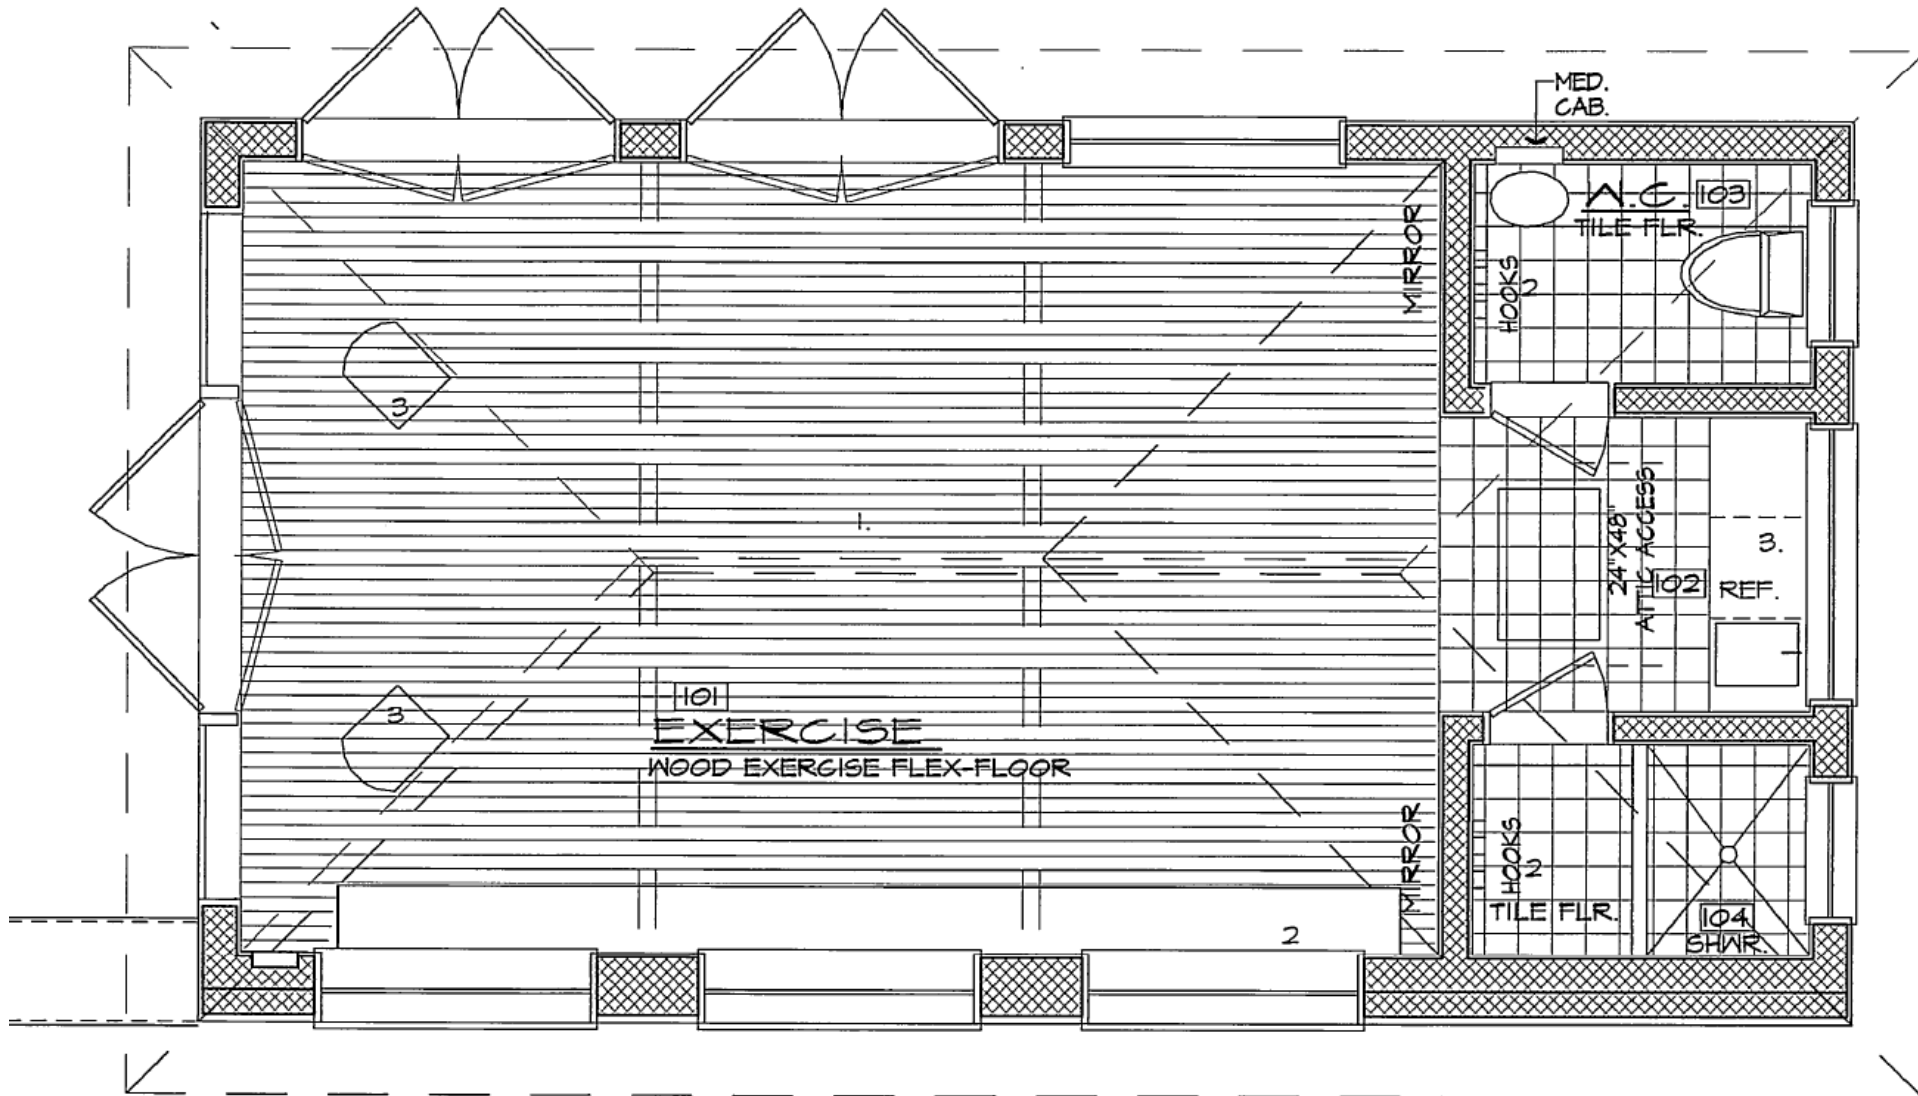 MED.
CAB.
W.C. 103
TILE FLR.
MIRROR
HOOKS
2
3
1.
24"X48"
ATTIC ACCESS
102
3.
REF.
3
101
EXERCISE
WOOD EXERCISE FLEX-FLOOR
MIRROR
HOOKS
2
TILE FLR.
104
SHWR.
2